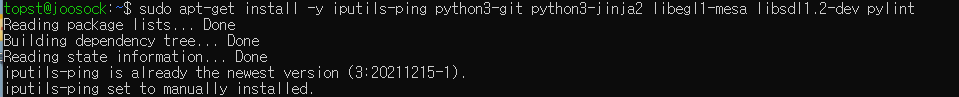 topst@joosock:~$ sudo apt-get install -y iputils-ping python3-git python3-jinja2 libegl1-mesa libsdl1.2-dev pylint
Reading package lists... Done
Building dependency tree... Done
Reading state information... Done
iputils-ping is already the newest version (3:20211215-1).
iputils-ping set to manually installed.